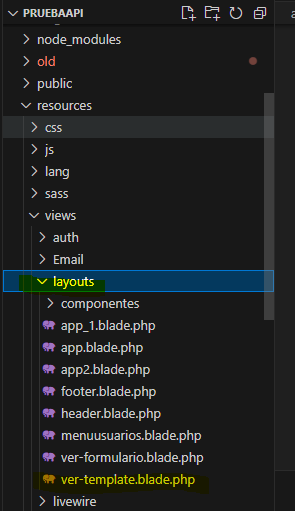 PRUEBAAPI
node_modules
old
public
resources
css
js
lang
sass
views
auth
Email
layouts
componentes
app_1.blade.php
app.blade.php
app2.blade.php
footer.blade.php
header.blade.php
menuusuarios.blade.php
ver-formulario.blade.php
ver-template.blade.php
livewire